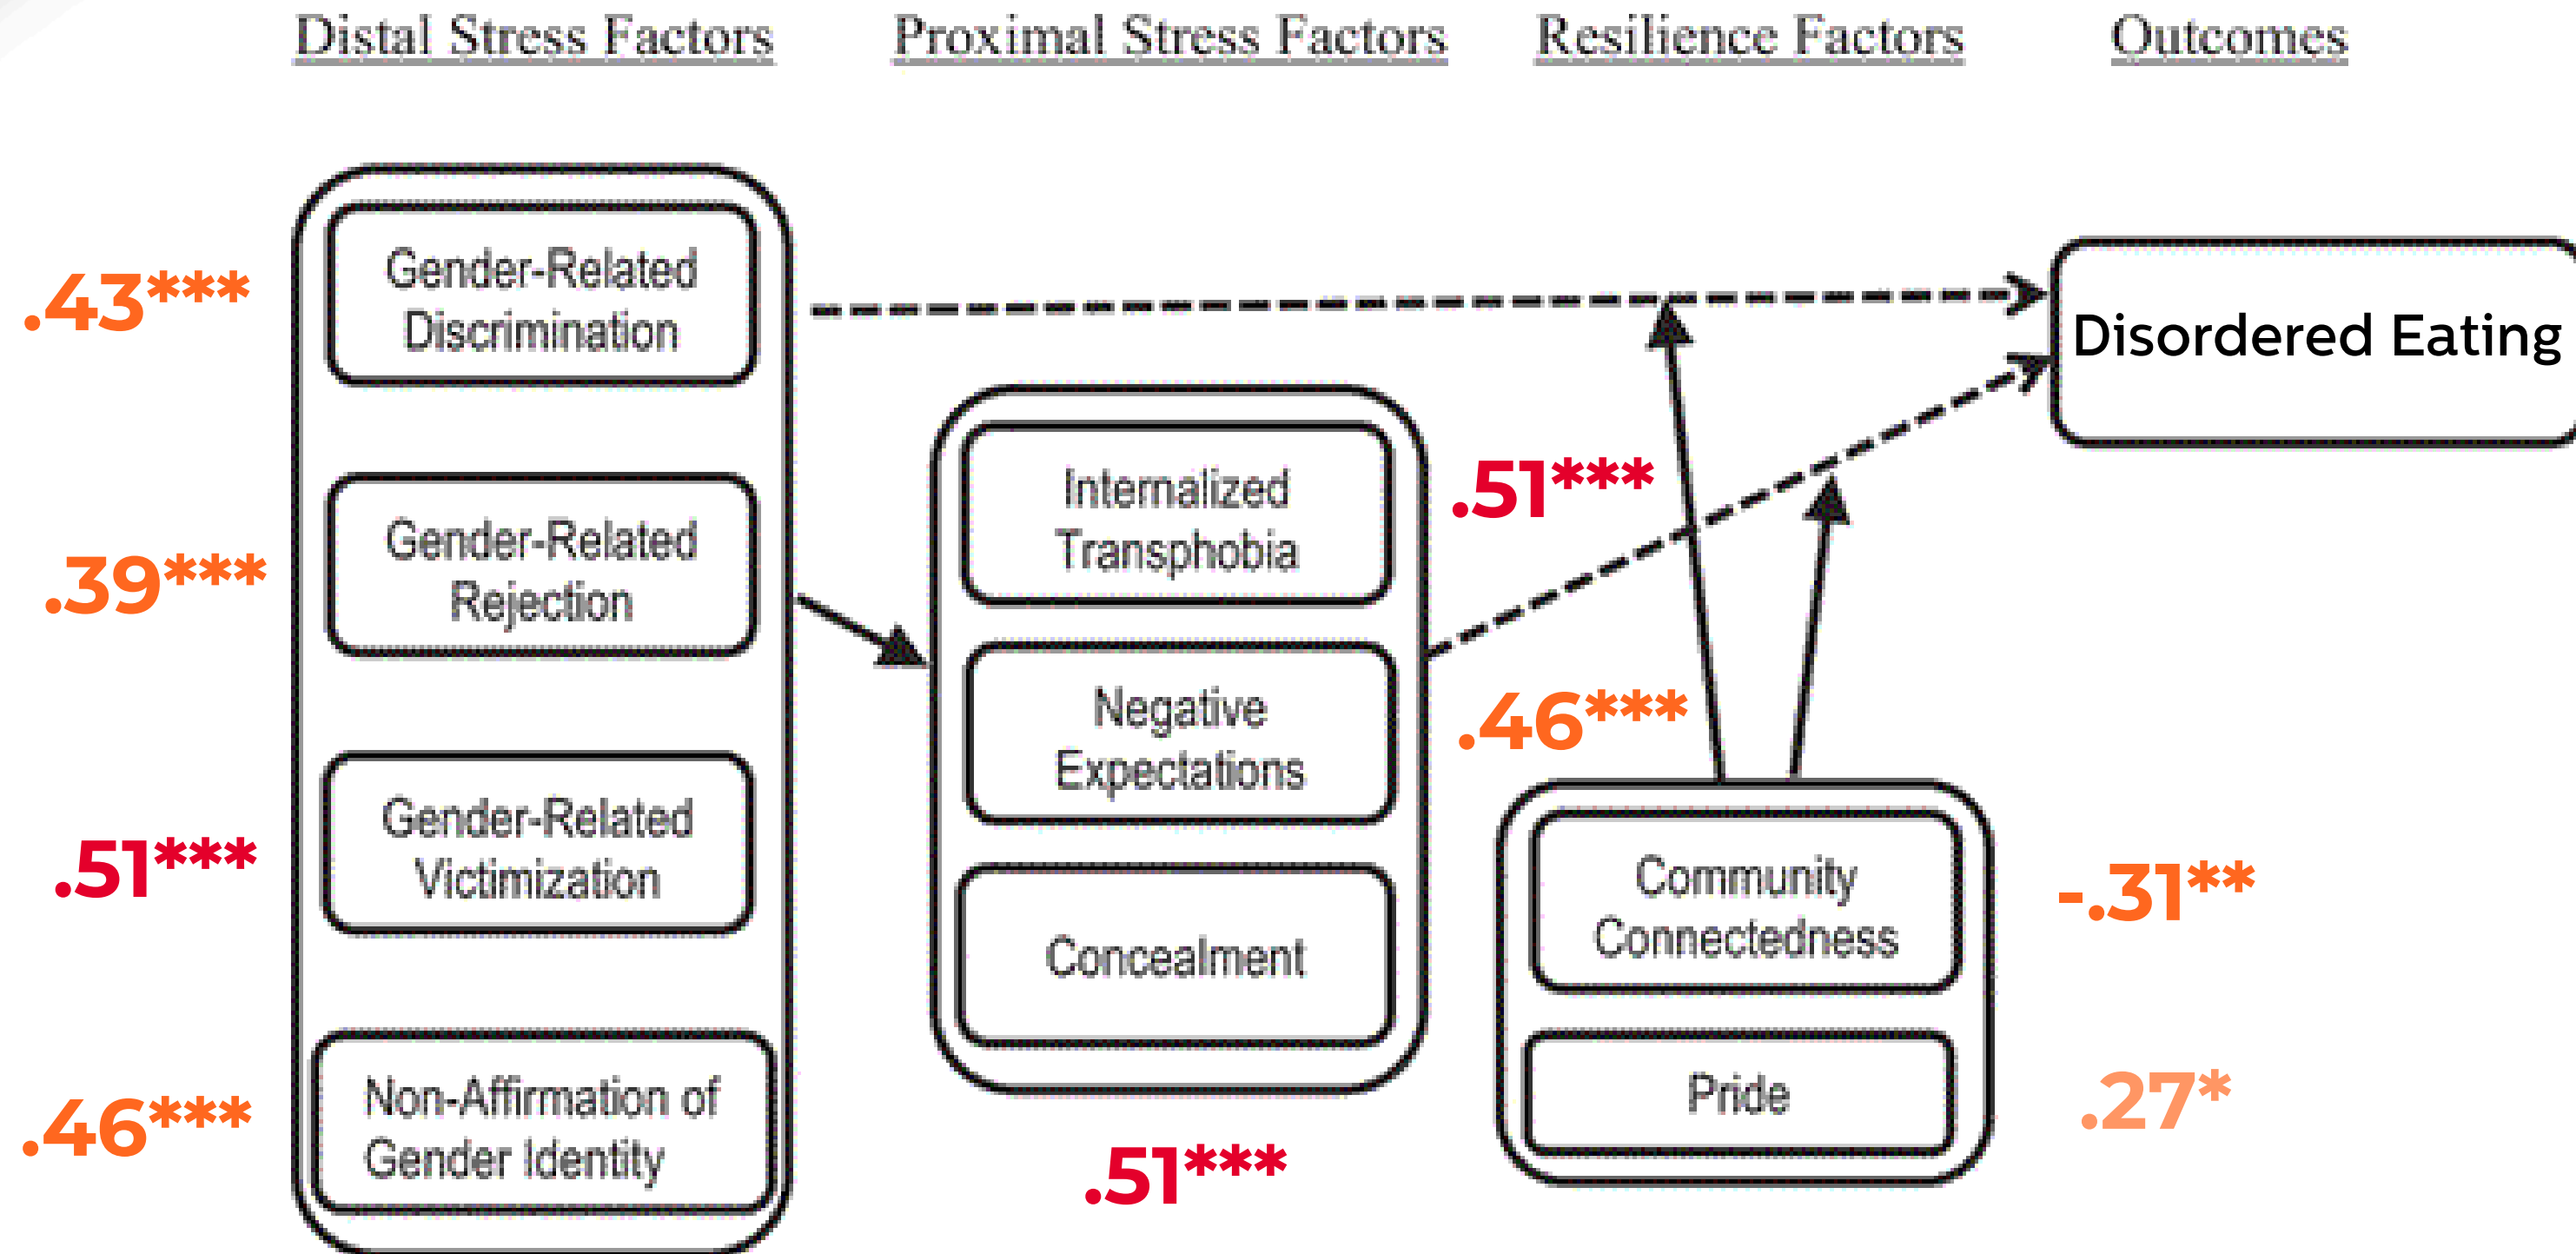 Distal Stress Factors
Proximal Stress Factors
Resilience Factors
Outcomes
.43***
Gender-Related
Discrimination
.39***
Gender-Related
Rejection
.51***
Gender-Related
Victimization
.46***
Non-Affirmation of
Gender Identity
Internalized
Transphobia
.51***
Negative
Expectations
.46***
Concealment
.51***
Community
Connectedness
-.31**
Pride
.27*
Disordered Eating